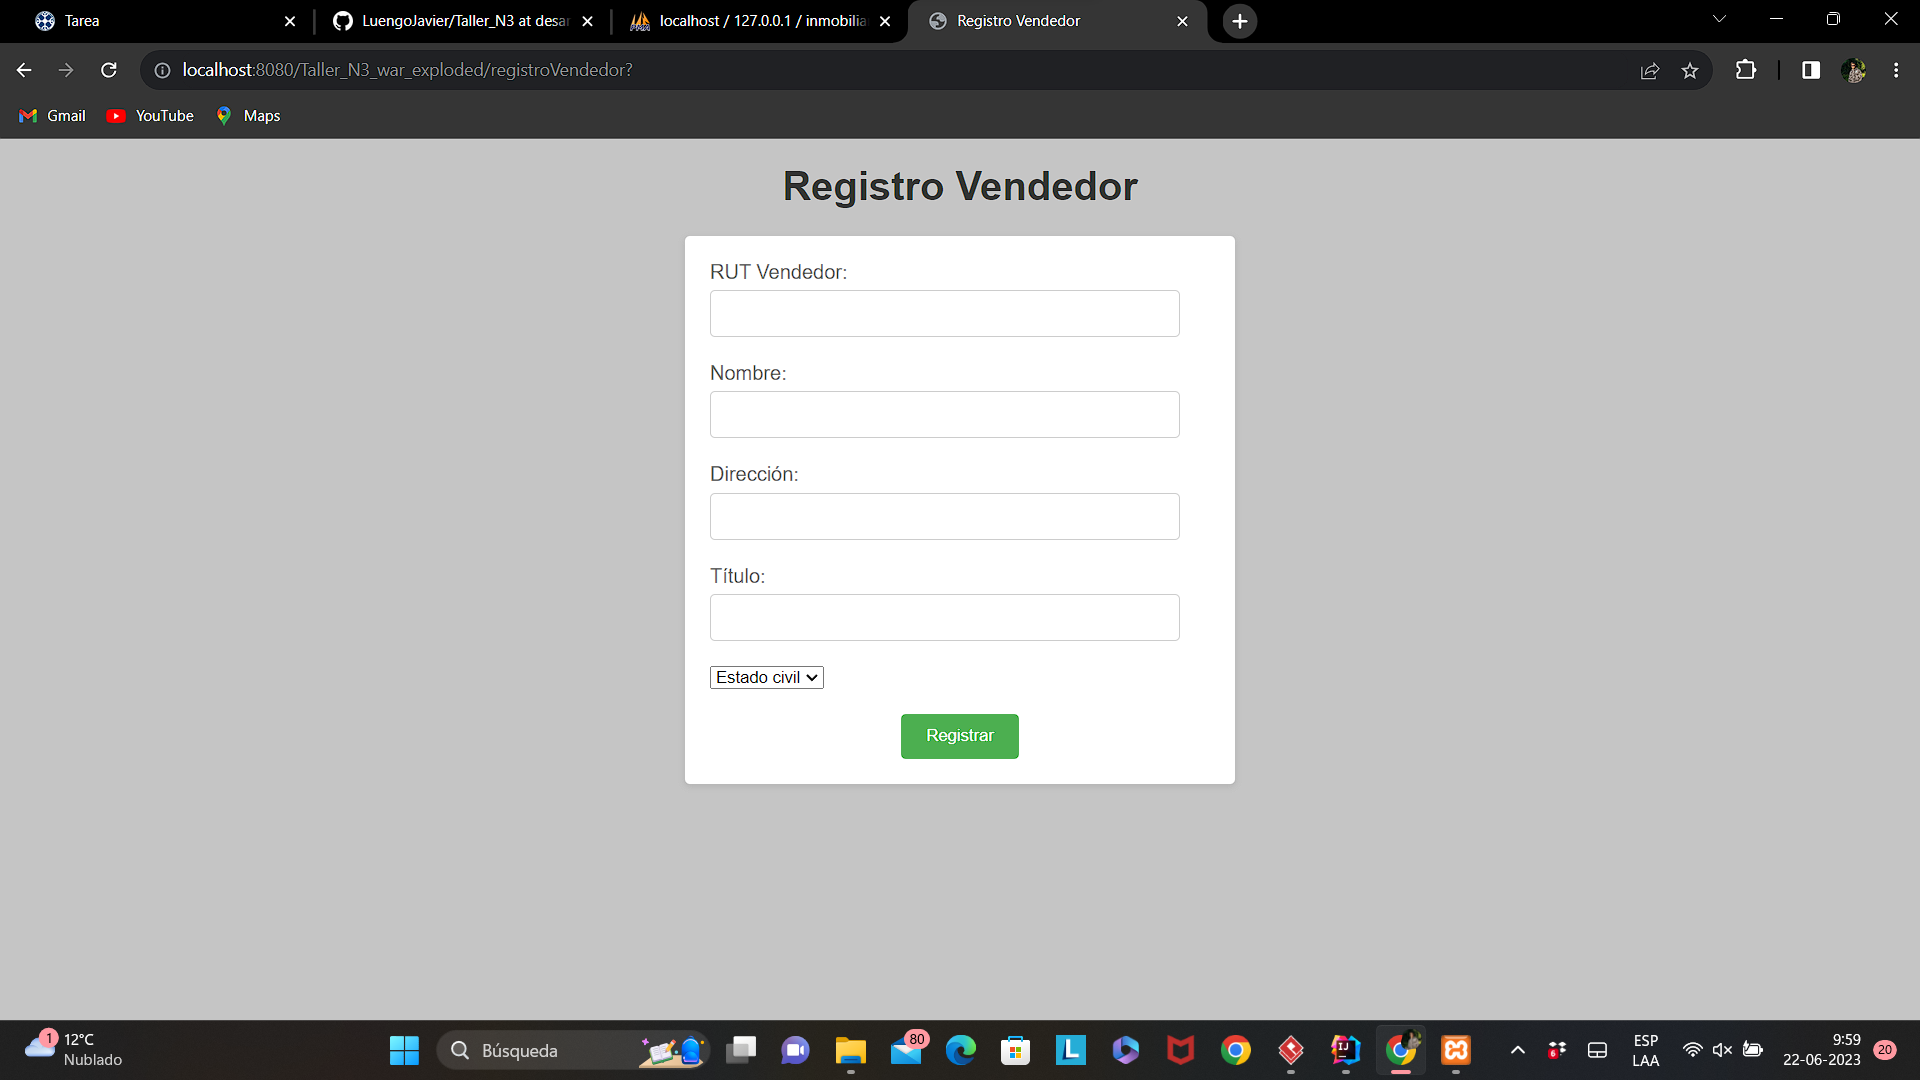 Tarea
LuengoJavier/Taller_N3 at desar
localhost / 127.0.0.1 / inmobilia
Registro Vendedor
localhost:8080/Taller_N3_war_exploded/registroVendedor?
Gmail
YouTube
Maps
Registro Vendedor
RUT Vendedor:
Nombre:
Dirección:
Título:
Estado civil
Registrar
1
12°C
Nublado
Búsqueda
80
L
IJ
6
ESP
LAA
9:59
22-06-2023
20